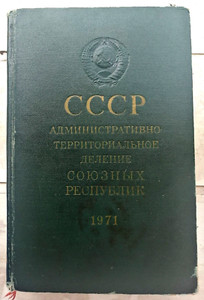 СССР
АДМИНИСТРАТИВНО-
ТЕРРИТОРИАЛЬНОЕ
ДЕЛЕНИЕ
СОЮЗНЫХ
РЕСПУБЛИК
1971